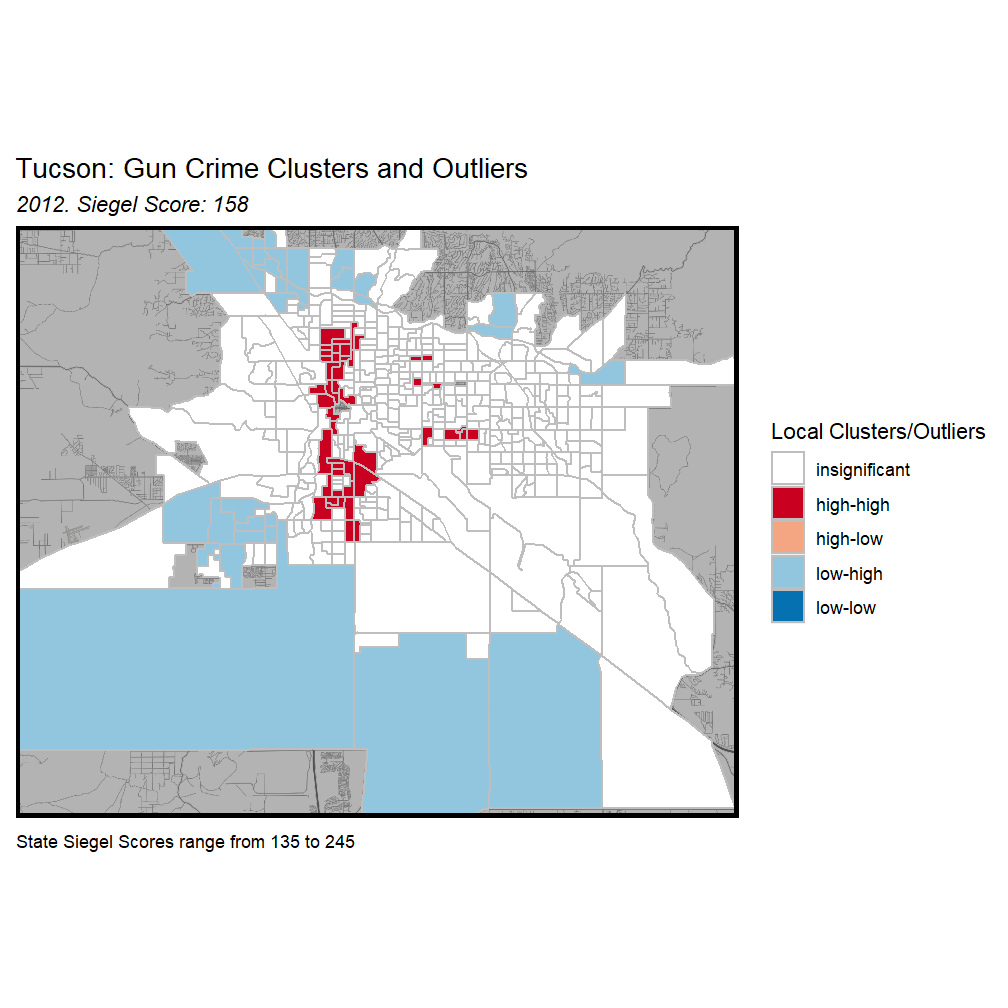 Tucson: Gun Crime Clusters and Outliers
2012. Siegel Score: 158
Local Clusters/Outliers
insignificant
high-high
high-low
low-high
low-low
State Siegel Scores range from 135 to 245